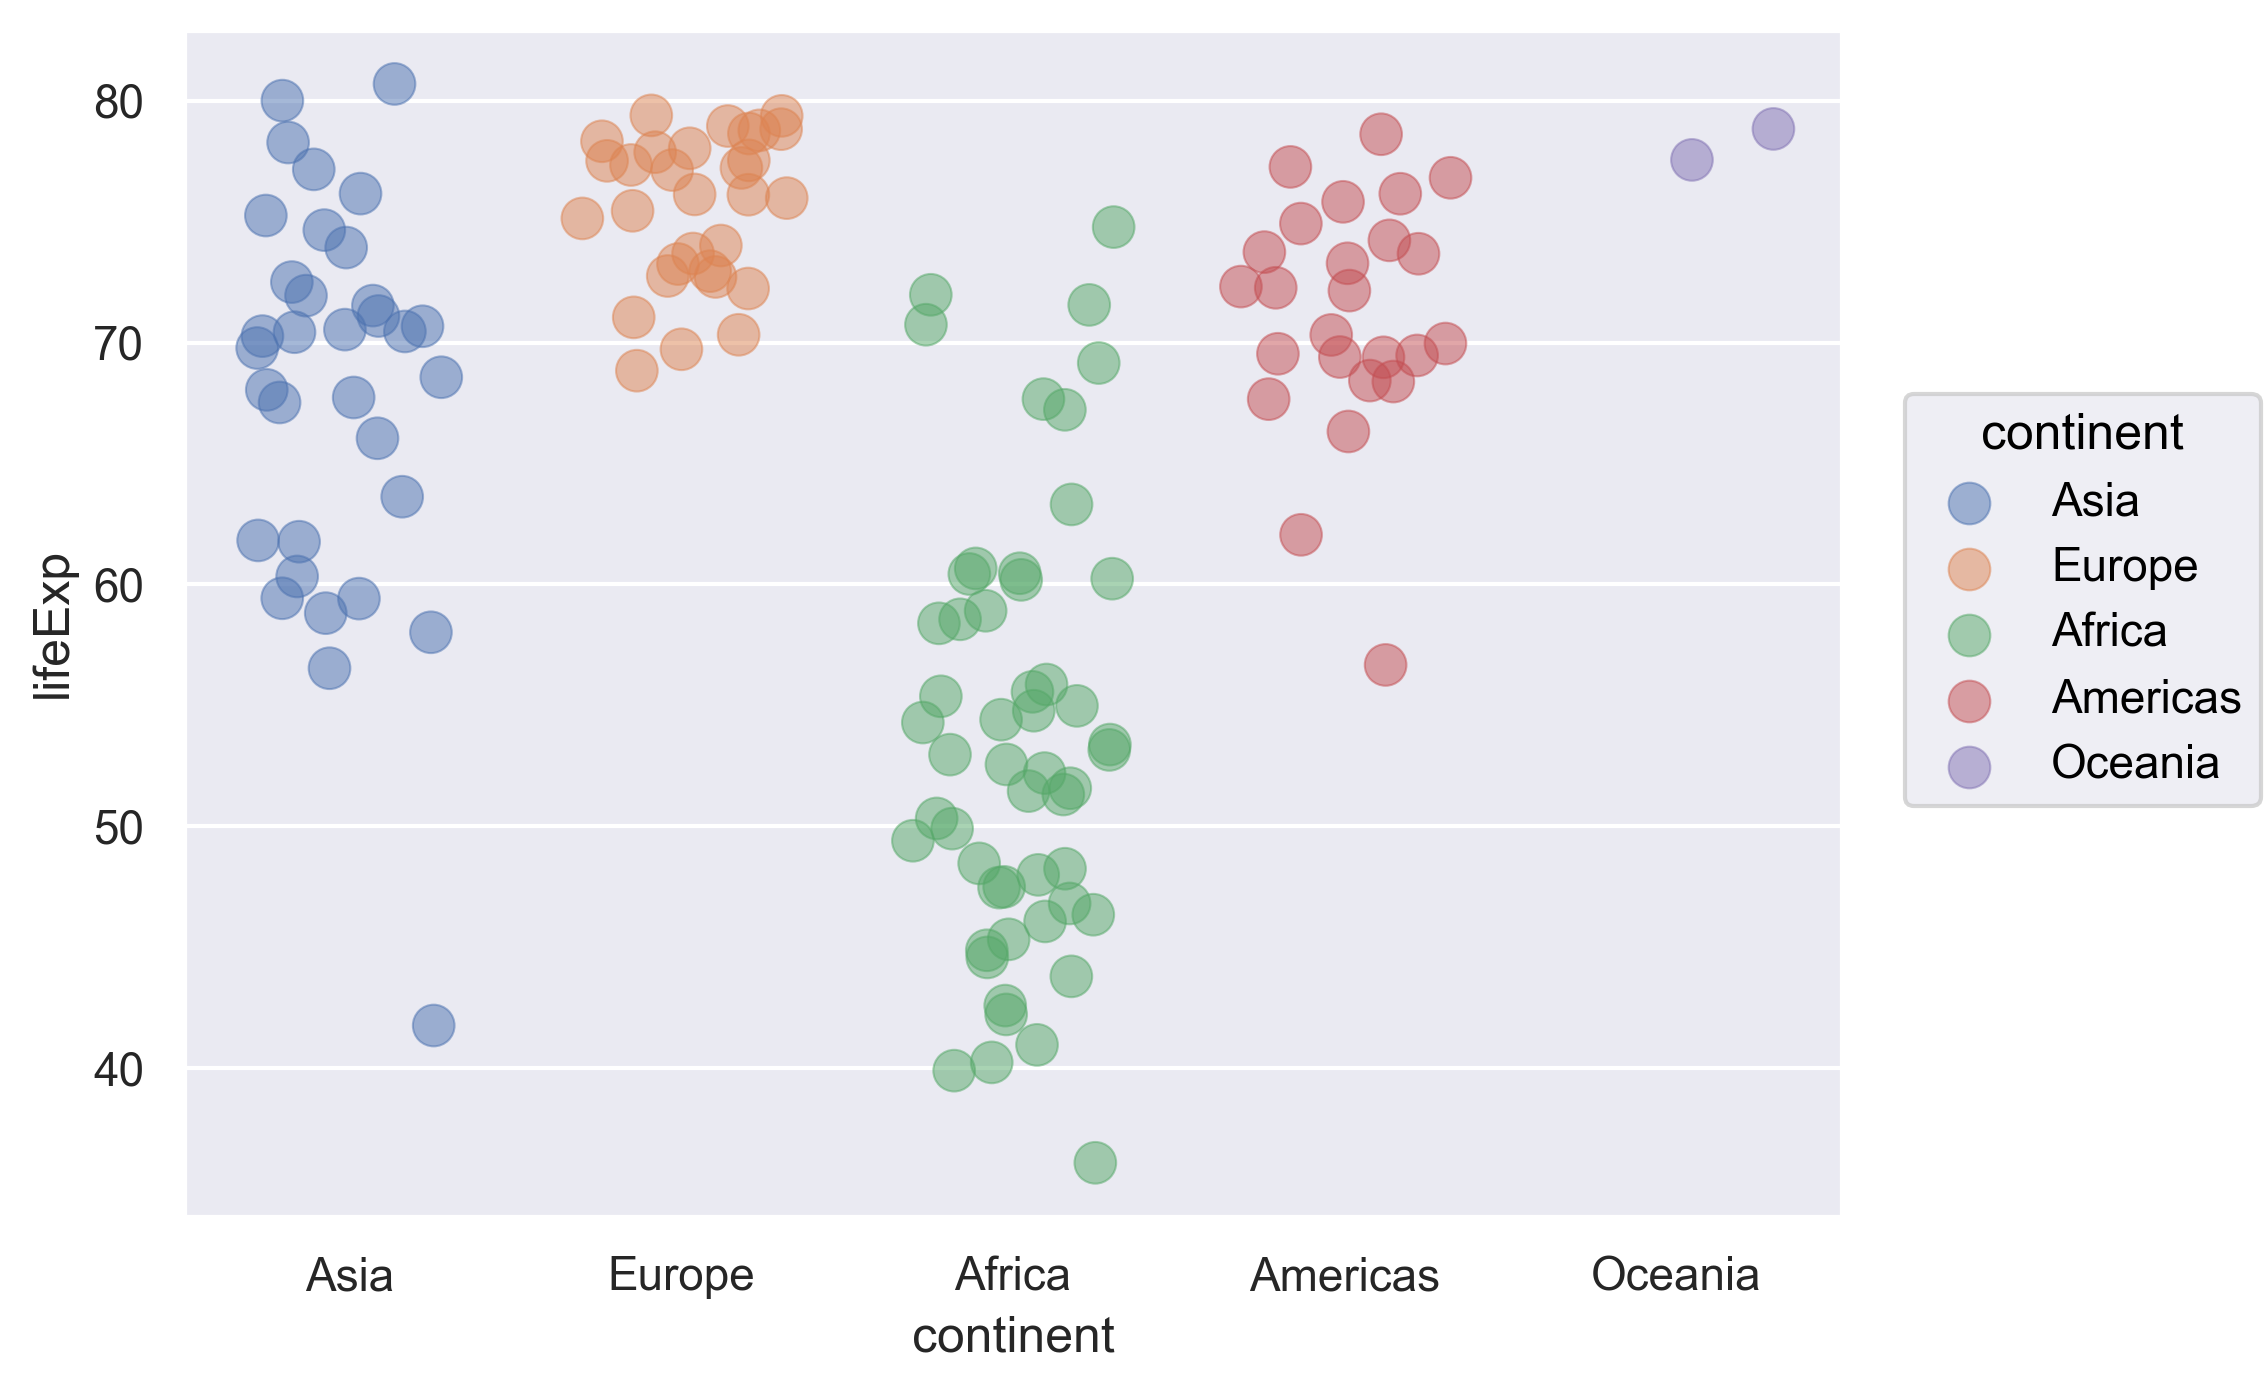 80
70
60
50
40
lifeExp
Asia
Europe
Africa
Americas
Oceania
continent
continent
Asia
Europe
Africa
Americas
Oceania